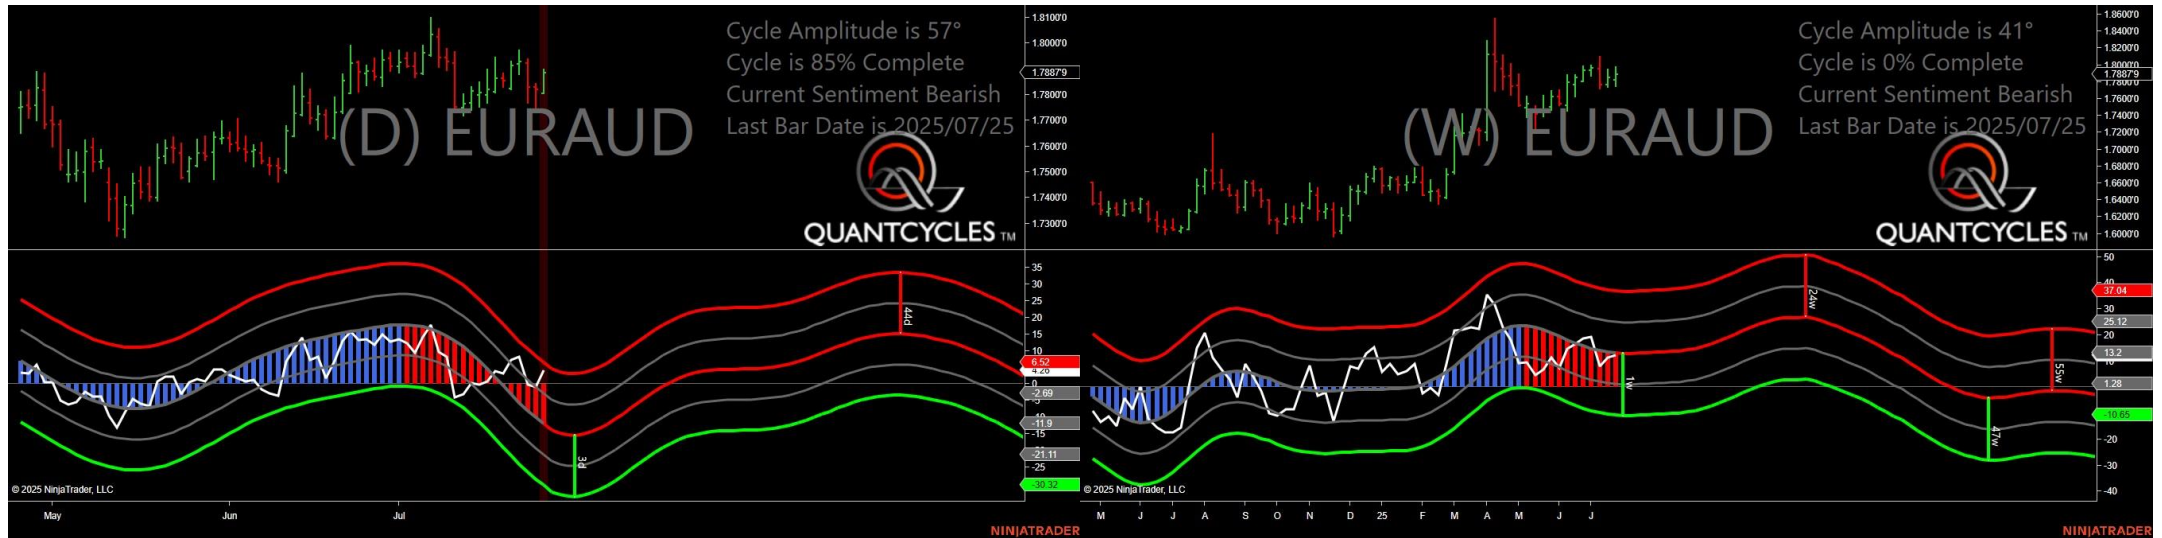 Cycle Amplitude is 57°
Cycle is 85% Complete
Current Sentiment Bearish
Last Bar Date is 2025/07/25
(D) EURAUD
QUANTCYCLES TM
1.8100'0
1.8000'0
1.7887'9
1.7800'0
1.7700'0
1.7600'0
1.7500'0
1.7400'0
1.7300'0
35
30
25
20
15
10
6.52
4.26
0
-2.69
-5
-11.9
-15
-21.11
-25
-30.32
44d
3d
© 2025 NinjaTrader, LLC
May
Jun
Jul
NINJATRADER
Cycle Amplitude is 41°
Cycle is 0% Complete
Current Sentiment Bearish
Last Bar Date is 2025/07/25
(W) EURAUD
QUANTCYCLES TM
1.8600'0
1.8400'0
1.8200'0
1.8000'0
1.7887'9
1.7800'0
1.7600'0
1.7400'0
1.7200'0
1.7000'0
1.6800'0
1.6600'0
1.6400'0
1.6200'0
1.6000'0
50
37.04
30
25.12
20
13.2
10
1.28
-10.65
-20
-30
-40
24w
1w
55w
47w
© 2025 NinjaTrader, LLC
M
J
J
A
S
O
N
D
25
F
M
A
M
J
J
NINJATRADER